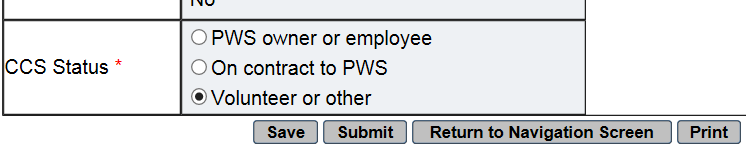 No
PWS owner or employee
CCS Status *
On contract to PWS
Volunteer or other
Save Submit Return to Navigation Screen Print